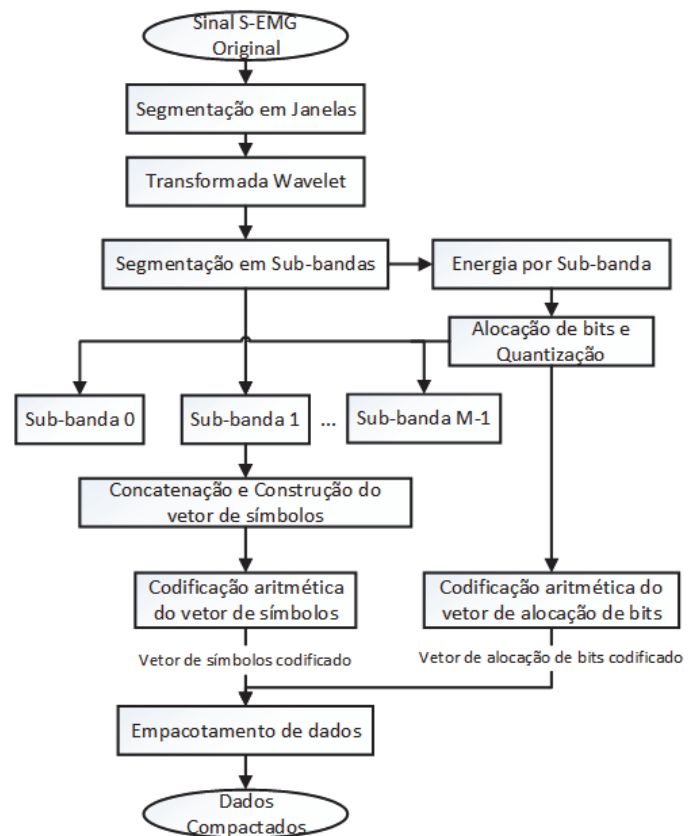 Sinal S-EMG
Original
Segmentação em Janelas
Transformada Wavelet
Segmentação em Sub-bandas
Energia por Sub-banda
Alocação de bits e
Quantização
Sub-banda 0
Sub-banda 1
...
Sub-banda M-1
Concatenação e Construção do
vetor de símbolos
Codificação aritmética
do vetor de símbolos
Codificação aritmética do
vetor de alocação de bits
Vetor de símbolos codificado
Vetor de alocação de bits codificado
Empacotamento de dados
Dados
Compactados